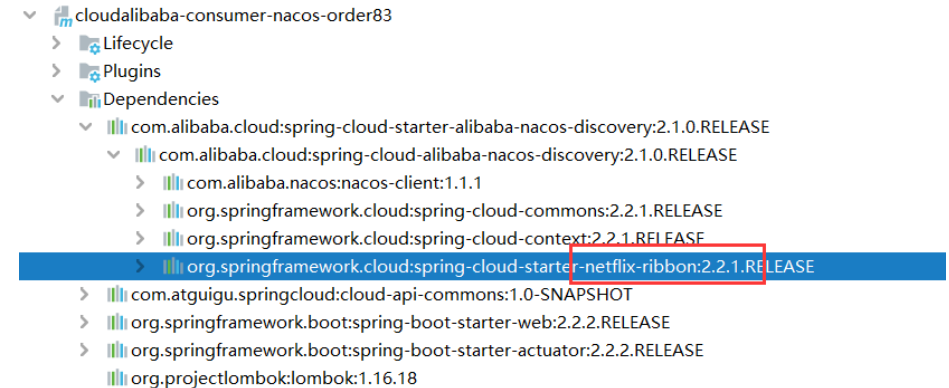 cloudalibaba-consumer-nacos-order83
Lifecycle
Plugins
Dependencies
com.alibaba.cloud:spring-cloud-starter-alibaba-nacos-discovery:2.1.0.RELEASE
com.alibaba.cloud:spring-cloud-alibaba-nacos-discovery:2.1.0.RELEASE
com.alibaba.nacos:nacos-client:1.1.1
org.springframework.cloud:spring-cloud-commons:2.2.1.RELEASE
org.springframework.cloud:spring-cloud-context:2.2.1.RELEASE
org.springframework.cloud:spring-cloud-starter-netflix-ribbon:2.2.1.RELEASE
com.atguigu.springcloud:cloud-api-commons:1.0-SNAPSHOT
org.springframework.boot:spring-boot-starter-web:2.2.2.RELEASE
org.springframework.boot:spring-boot-starter-actuator:2.2.2.RELEASE
org.projectlombok:lombok:1.16.18